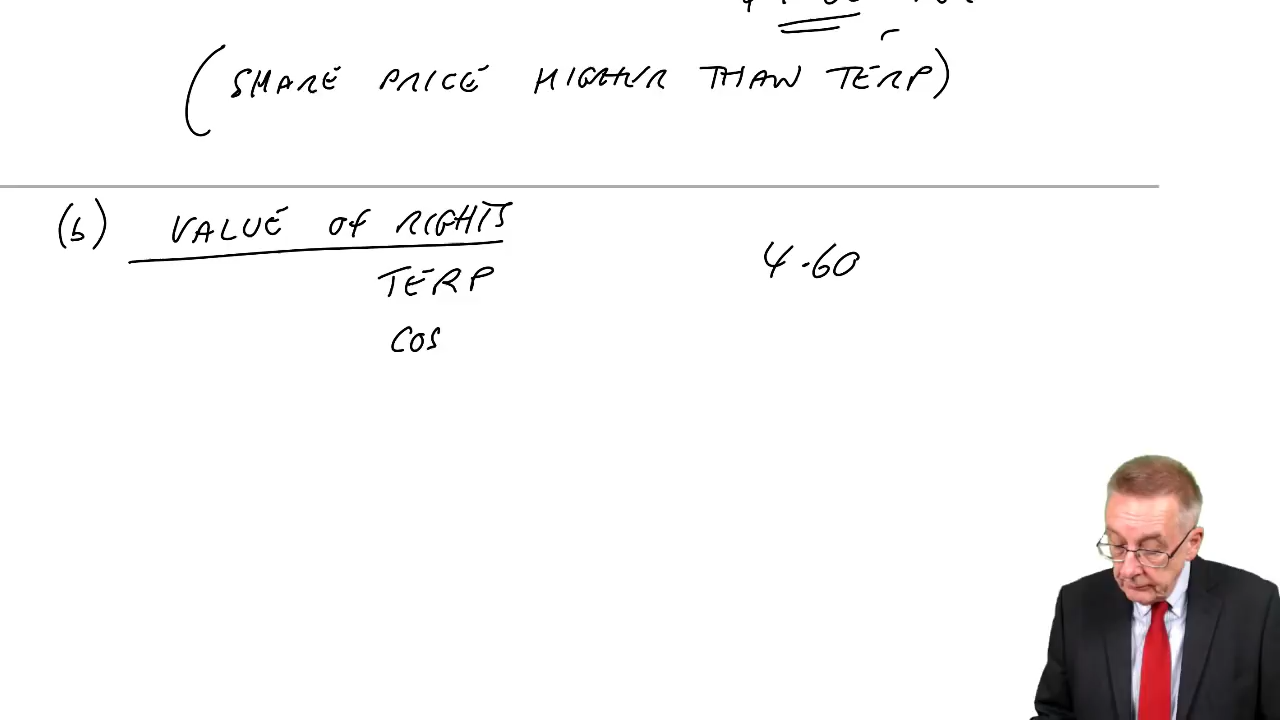 (SHARE PRICE HIGHER THAN TERP)
(b) VALUE OF RIGHTS
TERP 4.60
COS